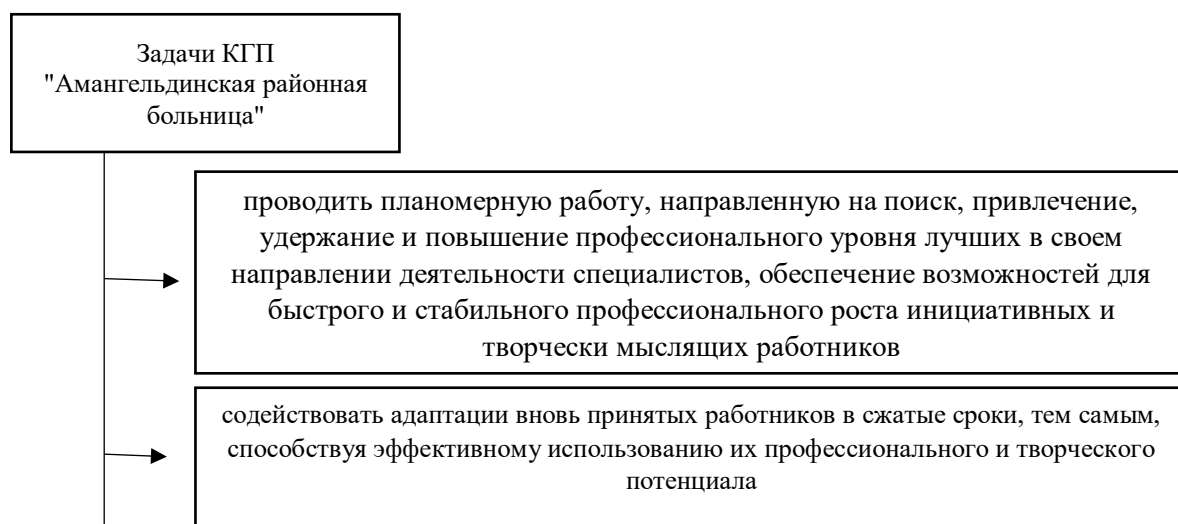 Задачи КГП
"Амангельдинская районная
больница"
проводить планомерную работу, направленную на поиск, привлечение,
удержание и повышение профессионального уровня лучших в своем
направлении деятельности специалистов, обеспечение возможностей для
быстрого и стабильного профессионального роста инициативных и
творчески мыслящих работников
содействовать адаптации вновь принятых работников в сжатые сроки, тем самым,
способствуя эффективному использованию их профессионального и творческого
потенциала